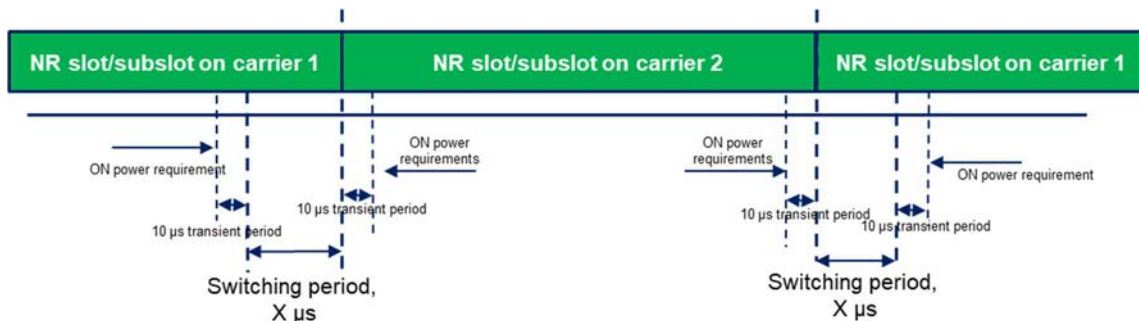 NR slot/subslot on carrier 1
NR slot/subslot on carrier 2
NR slot/subslot on carrier 1
ON power requirement
ON power
requirements
ON power
requirements
ON power requirement
10 µs transient period
10 µs transient period
10 µs transient period
10 µs transient period
Switching period,
X µs
Switching period,
X µs